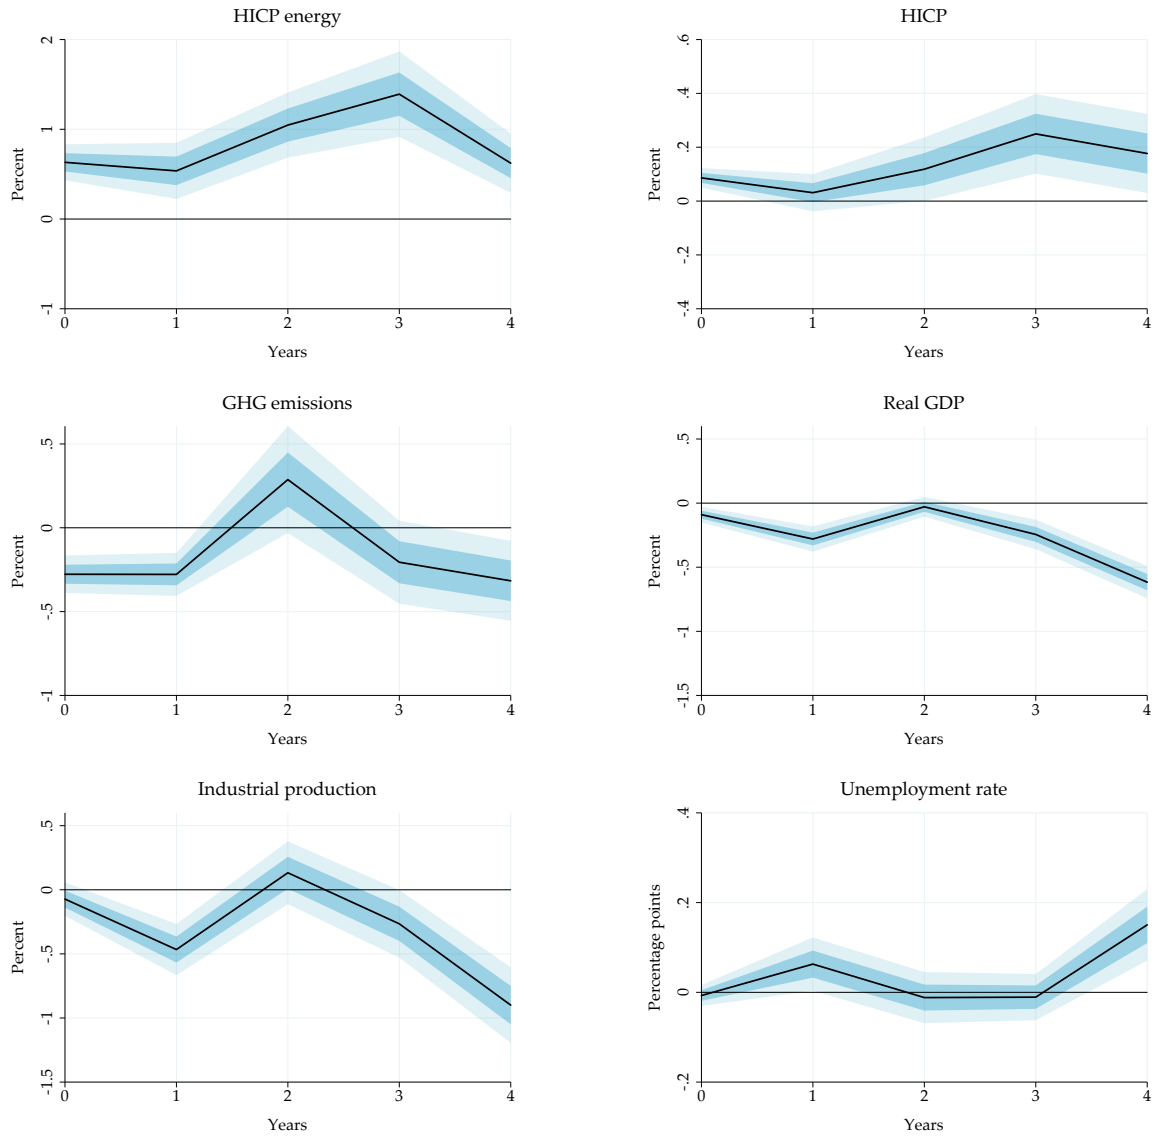 HICP energy
Percent
2
1
0
-1
0 1 2 3 4
Years
HICP
Percent
.6
.4
.2
0
-.2
-.4
0 1 2 3 4
Years
GHG emissions
Percent
.5
0
-.5
-1
0 1 2 3 4
Years
Real GDP
Percent
.5
0
-.5
-1
-1.5
0 1 2 3 4
Years
Industrial production
Percent
.5
0
-.5
-1
-1.5
0 1 2 3 4
Years
Unemployment rate
Percentage points
.4
.2
0
-.2
0 1 2 3 4
Years